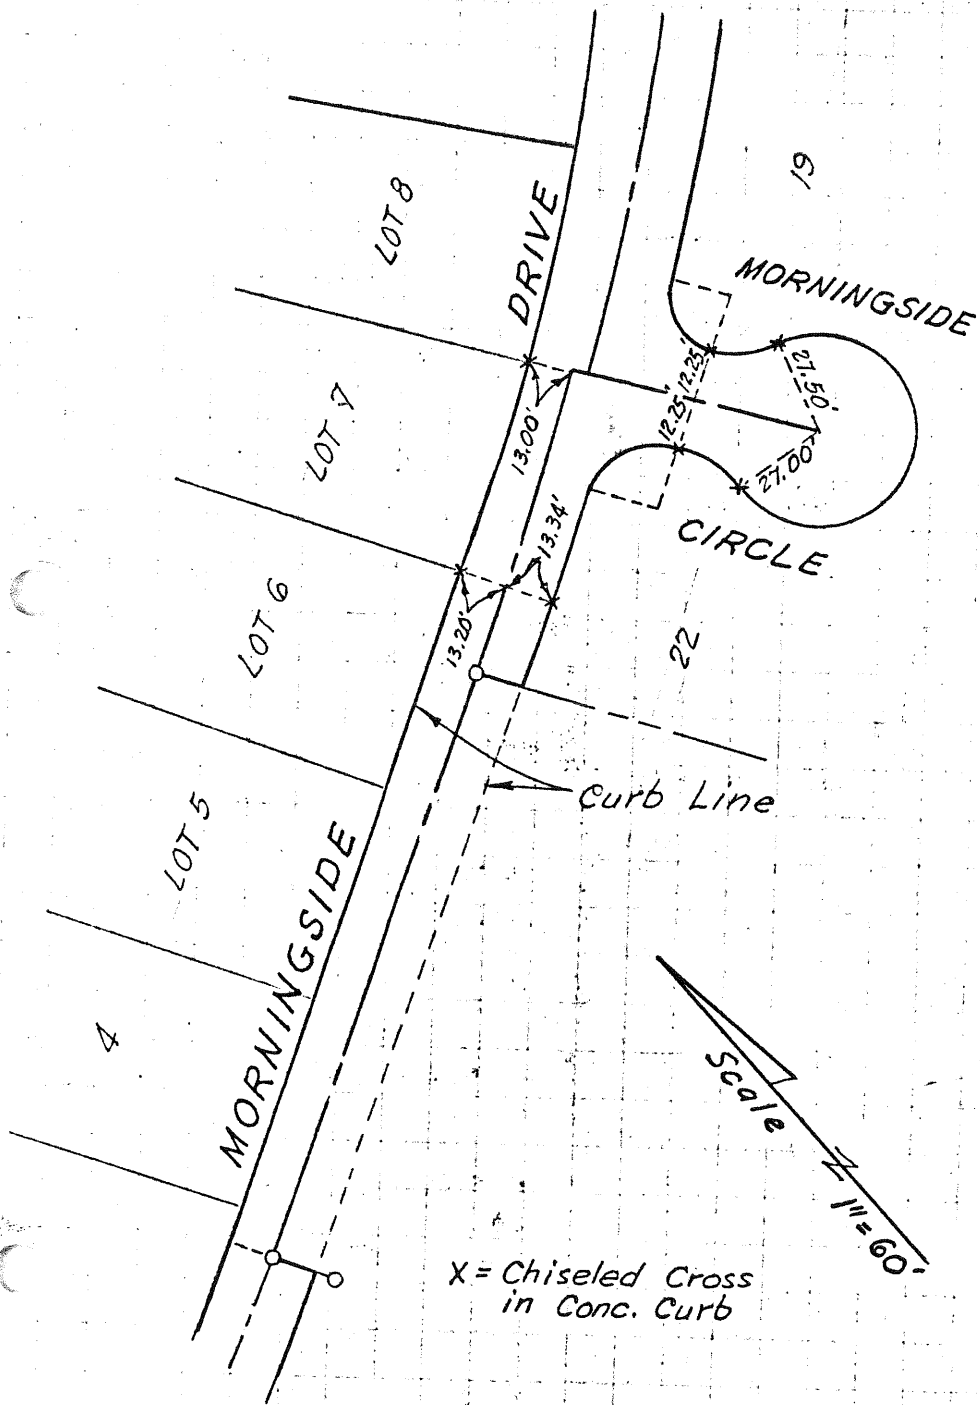 19
LOT 8
DRIVE
MORNINGSIDE
12.25'
12.25'
27.50'
27.00'
CIRCLE
LOT 7
13.00'
13.34'
13.20'
LOT 6
22
Curb Line
LOT 5
MORNINGSIDE
4
Scale
1"=60'
X = Chiseled Cross
in Conc. Curb